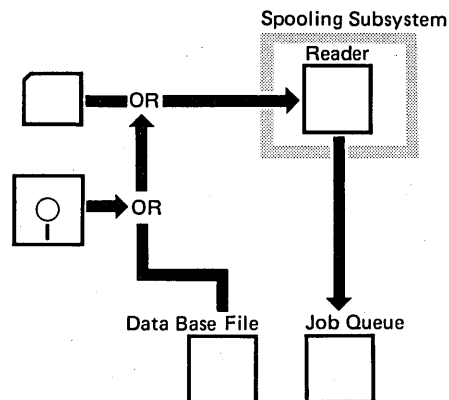 Spooling Subsystem
Reader
OR
OR
Data Base File
Job Queue